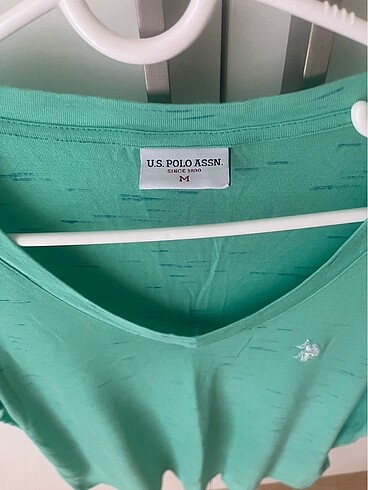 U.S. POLO ASSN.
SINCE 1890
M